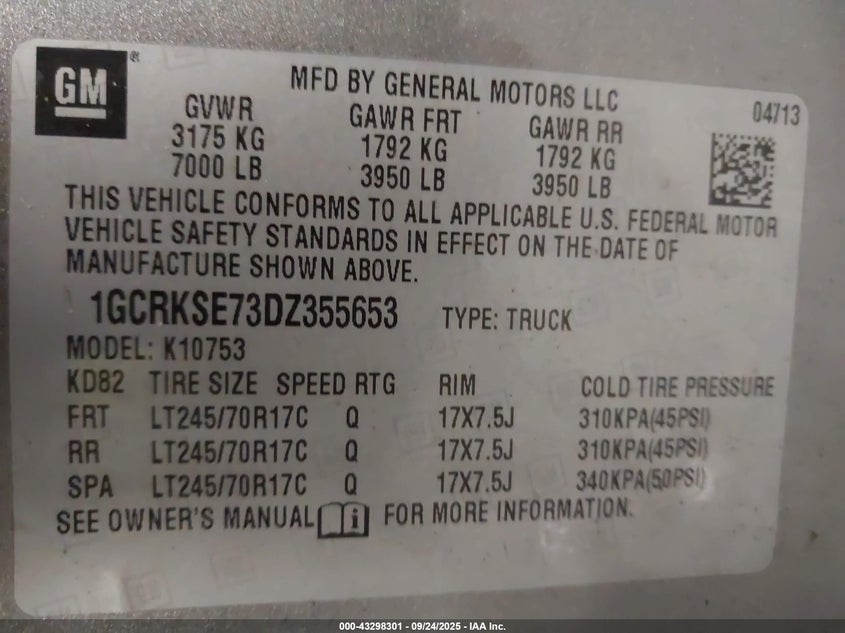 GM®
MFD BY GENERAL MOTORS LLC
04713
GVWR GAWR FRT GAWR RR
3175 KG 1792 KG 1792 KG
7000 LB 3950 LB 3950 LB
THIS VEHICLE CONFORMS TO ALL APPLICABLE U.S. FEDERAL MOTOR
VEHICLE SAFETY STANDARDS IN EFFECT ON THE DATE OF
MANUFACTURE SHOWN ABOVE.
1GCRKSE73DZ355653 TYPE: TRUCK
MODEL: K10753
KD82 TIRE SIZE SPEED RTG RIM COLD TIRE PRESSURE
FRT LT245/70R17C Q 17X7.5J 310KPA(45PSI)
RR LT245/70R17C Q 17X7.5J 310KPA(45PSI)
SPA LT245/70R17C Q 17X7.5J 340KPA(50PSI)
SEE OWNER'S MANUAL i FOR MORE INFORMATION.
000-43298301 - 09/24/2025 - IAA Inc.